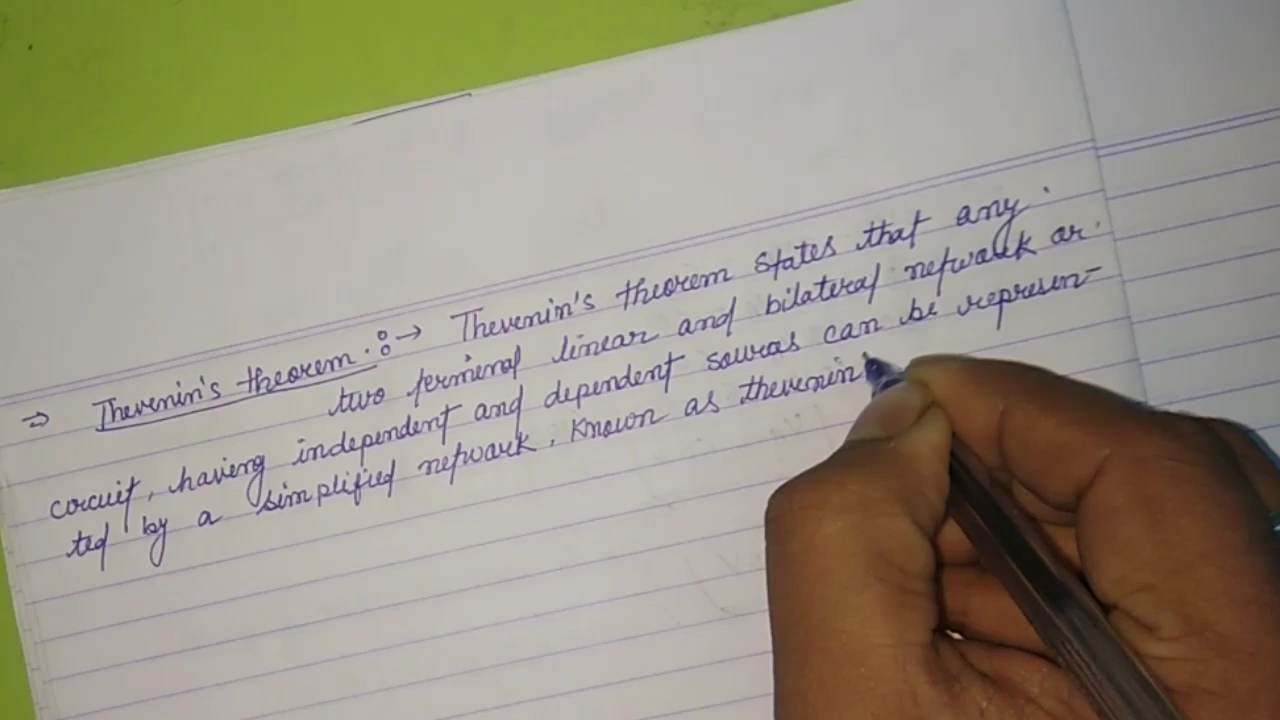 ⇒ Thevenin's theorem :→ Thevenin's theorem states that any
two terminal linear and bilateral network or
circuit, having independent and dependent sources can be represen-
ted by a simplified network, known as thevenin's